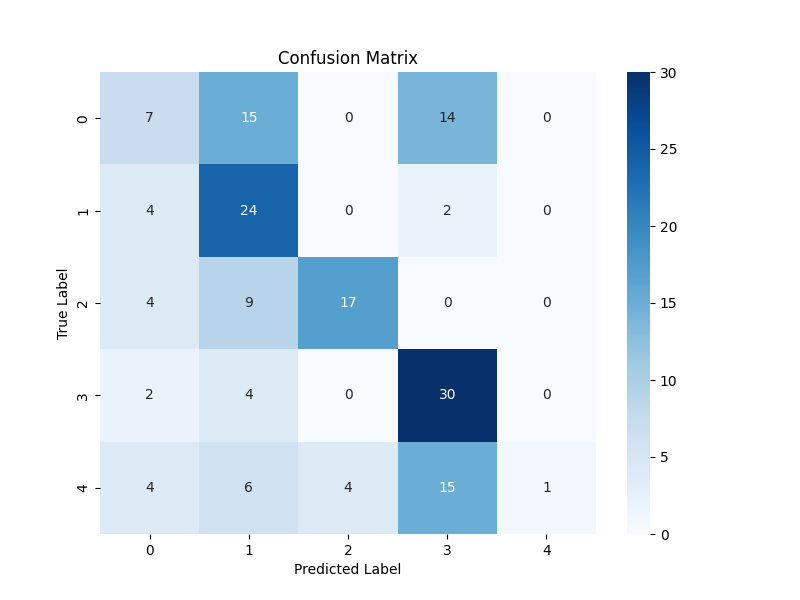 Confusion Matrix
30
0 7 15 0 14 0
25
1 4 24 0 2 0
20
True Label
2 4 9 17 0 0
15
10
3 2 4 0 30 0
5
4 4 6 4 15 1
0
0 1 2 3 4
Predicted Label